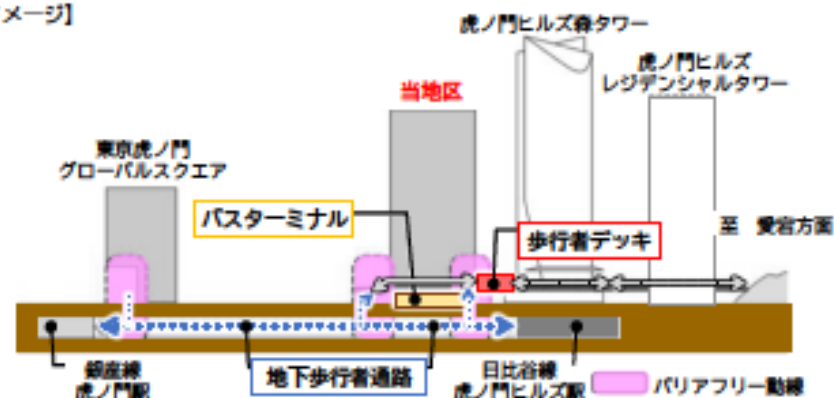 メージ]
虎ノ門ヒルズ森タワー
虎ノ門ヒルズ
レジデンシャルタワー
当地区
東京虎ノ門
グローバルスクエア
バスターミナル
歩行者デッキ
至 愛宕方面
銀座線
虎ノ門駅
地下歩行者通路
日比谷線
虎ノ門ヒルズ駅
バリアフリー動線